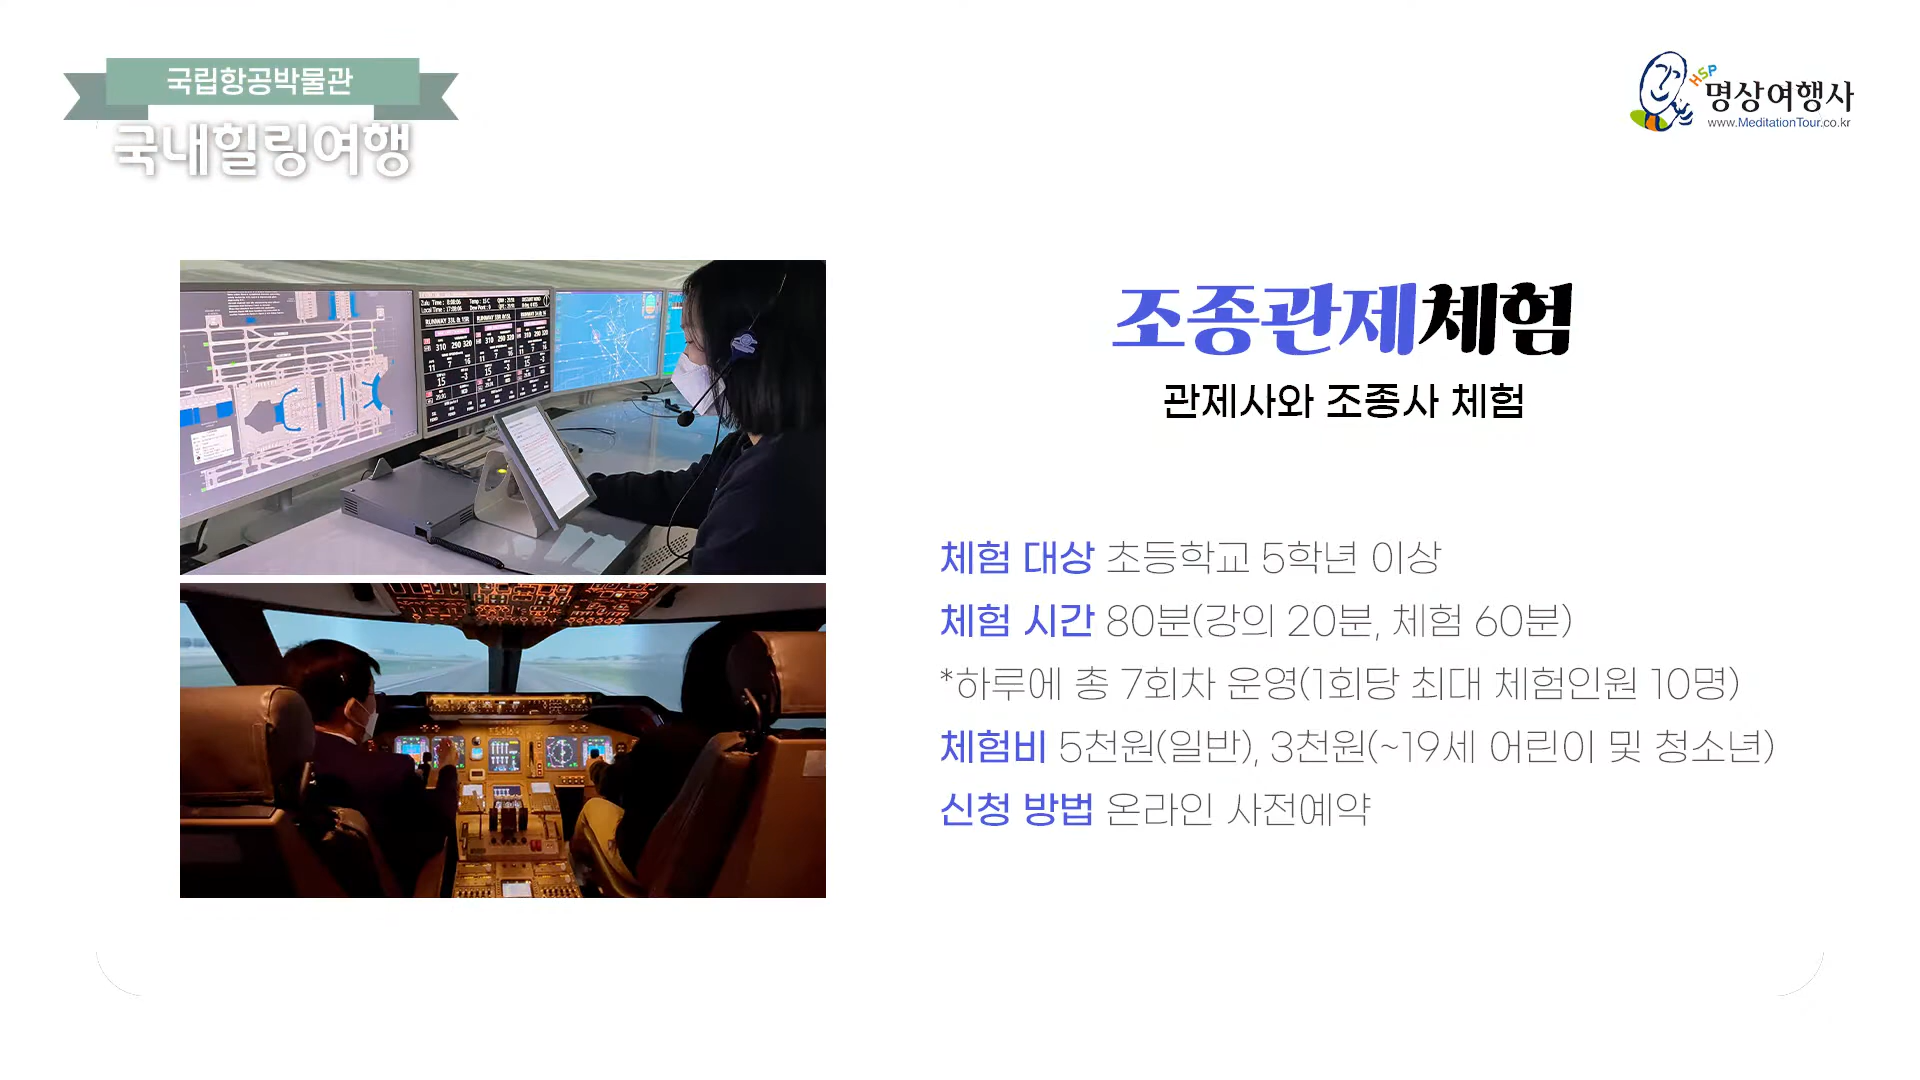 국립항공박물관
국내힐링여행
HSP
명상여행사
www.MeditationTour.co.kr
조종관제체험
관제사와 조종사 체험
체험 대상 초등학교 5학년 이상
체험 시간 80분(강의 20분, 체험 60분)
*하루에 총 7회차 운영(1회당 최대 체험인원 10명)
체험비 5천원(일반), 3천원(~19세 어린이 및 청소년)
신청 방법 온라인 사전예약
RUNWAY 33L & 15R